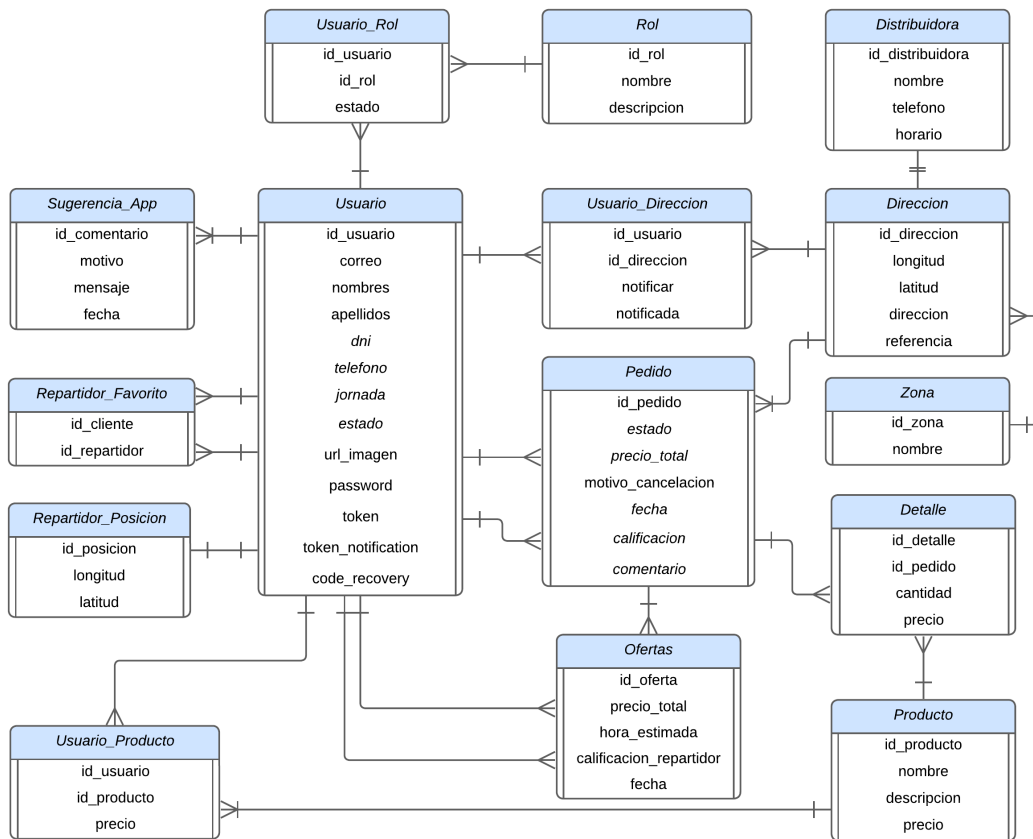 Usuario_Rol
id_usuario
id_rol
estado
Rol
id_rol
nombre
descripcion
Distribuidora
id_distribuidora
nombre
telefono
horario
Sugerencia_App
id_comentario
motivo
mensaje
fecha
Usuario
id_usuario
correo
nombres
apellidos
dni
telefono
jornada
estado
url_imagen
password
token
token_notification
code_recovery
Usuario_Direccion
id_usuario
id_direccion
notificar
notificada
Direccion
id_direccion
longitud
latitud
direccion
referencia
Repartidor_Favorito
id_cliente
id_repartidor
Pedido
id_pedido
estado
precio_total
motivo_cancelacion
fecha
calificacion
comentario
Zona
id_zona
nombre
Repartidor_Posicion
id_posicion
longitud
latitud
Detalle
id_detalle
id_pedido
cantidad
precio
Ofertas
id_oferta
precio_total
hora_estimada
calificacion_repartidor
fecha
Usuario_Producto
id_usuario
id_producto
precio
Producto
id_producto
nombre
descripcion
precio